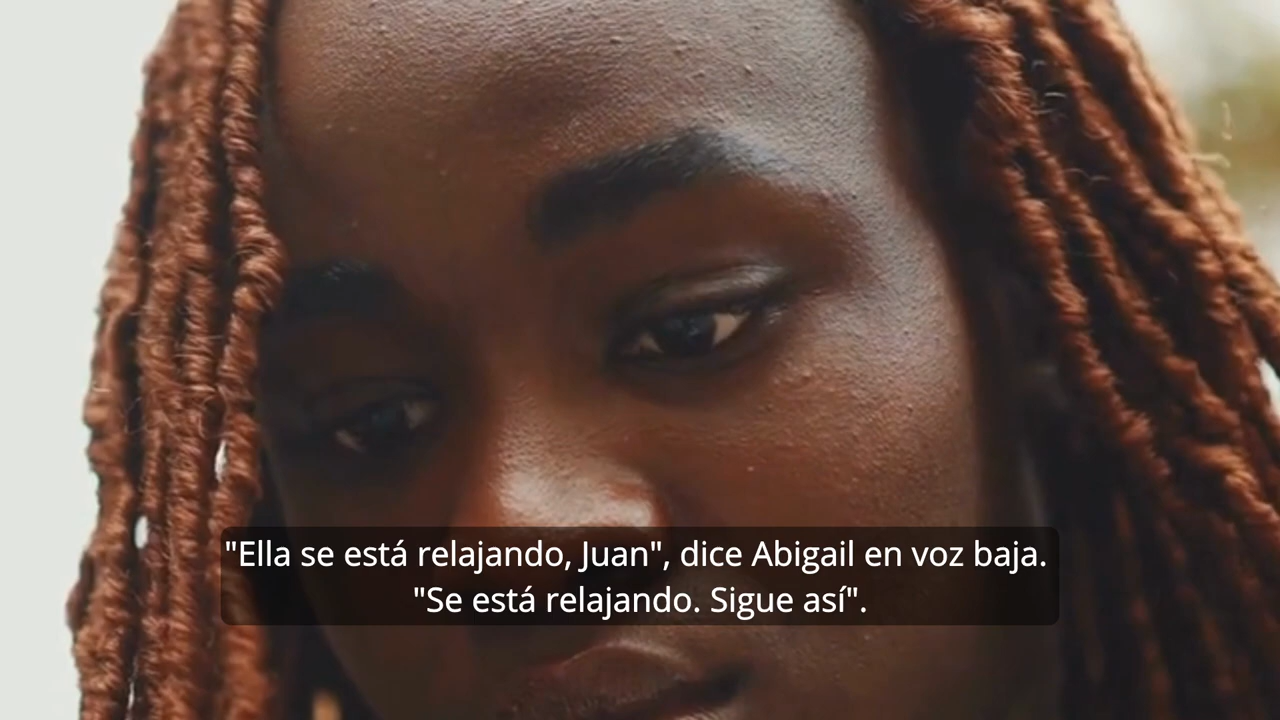 "Ella se está relajando, Juan", dice Abigail en voz baja.
"Se está relajando. Sigue así".